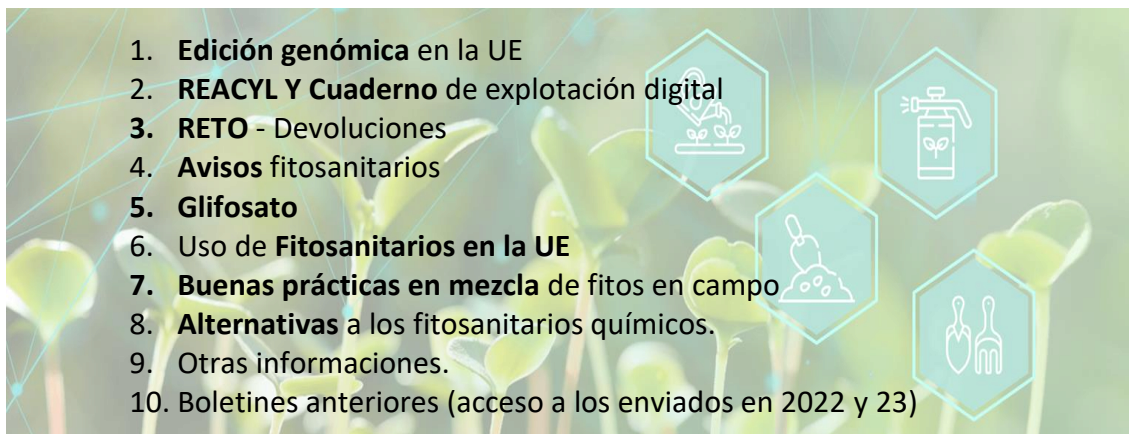 1. Edición genómica en la UE
2. REACYL Y Cuaderno de explotación digital
3. RETO - Devoluciones
4. Avisos fitosanitarios
5. Glifosato
6. Uso de Fitosanitarios en la UE
7. Buenas prácticas en mezcla de fitos en campo
8. Alternativas a los fitosanitarios químicos.
9. Otras informaciones.
10. Boletines anteriores (acceso a los enviados en 2022 y 23)